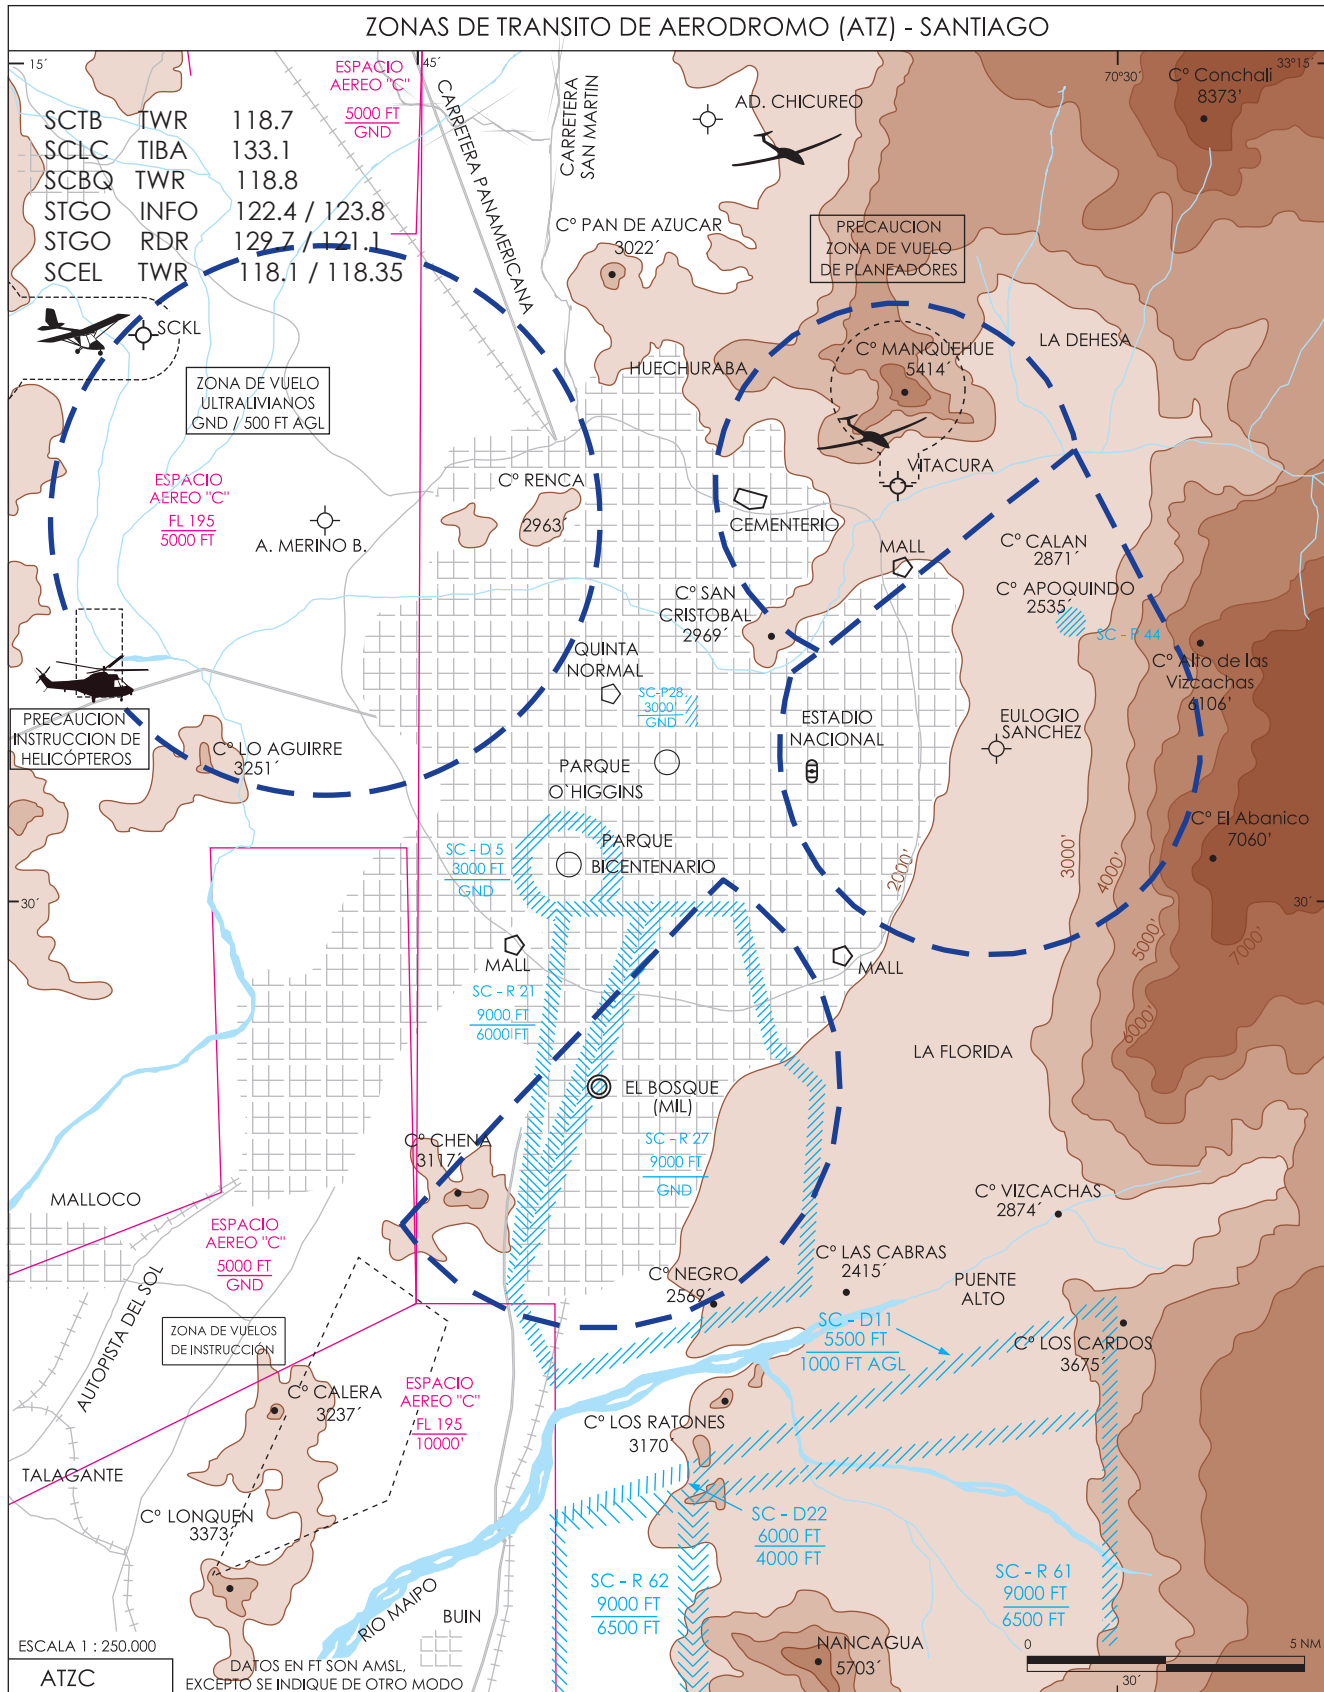 ZONAS DE TRANSITO DE AERODROMO (ATZ) - SANTIAGO
15´
45´
70°30´
33°15´
SCTB TWR 118.7
SCLC TIBA 133.1
SCBQ TWR 118.8
STGO INFO 122.4 / 123.8
STGO RDR 129.7 / 121.1
SCEL TWR 118.1 / 118.35
ESPACIO
AEREO "C"
5000 FT
GND
CARRETERA PANAMERICANA
CARRETERA
SAN MARTIN
AD. CHICUREO
C° Conchali
8373'
C° PAN DE AZUCAR
3022´
PRECAUCION
ZONA DE VUELO
DE PLANEADORES
SCKL
ZONA DE VUELO
ULTRALIVIANOS
GND / 500 FT AGL
HUECHURABA
C° MANQUEHUE
5414´
LA DEHESA
ESPACIO
AEREO "C"
FL 195
5000 FT
A. MERINO B.
C° RENCA
2963´
VITACURA
CEMENTERIO
MALL
C° CALAN
2871´
C° APOQUINDO
2535´
SC - P 44
C° SAN
CRISTOBAL
2969´
QUINTA
NORMAL
SC-P28
3000'
GND
C° Alto de las
Vizcachas
6106'
PRECAUCION
INSTRUCCION DE
HELICÓPTEROS
C° LO AGUIRRE
3251´
ESTADIO
NACIONAL
EULOGIO
SANCHEZ
PARQUE
O`HIGGINS
C° El Abanico
7060'
SC - D 5
3000 FT
GND
PARQUE
BICENTENARIO
2000'
3000'
4000'
5000'
6000'
7000'
30´
30´
MALL
MALL
SC - R 21
9000 FT
6000 FT
LA FLORIDA
EL BOSQUE
(MIL)
SC - R 27
9000 FT
GND
C° CHENA
3117´
MALLOCO
ESPACIO
AEREO "C"
5000 FT
GND
C° VIZCACHAS
2874´
C° LAS CABRAS
2415´
PUENTE
ALTO
C° NEGRO
2569´
AUTOPISTA DEL SOL
ZONA DE VUELOS
DE INSTRUCCIÓN
SC - D11
5500 FT
1000 FT AGL
C° LOS CARDOS
3675´
C° CALERA
3237´
ESPACIO
AEREO "C"
FL 195
10000'
C° LOS RATONES
3170´
TALAGANTE
C° LONQUEN
3373´
SC - D22
6000 FT
4000 FT
SC - R 62
9000 FT
6500 FT
SC - R 61
9000 FT
6500 FT
RIO MAIPO
BUIN
NANCAGUA
5703´
ESCALA 1 : 250.000
0
5 NM
30´
ATZC
DATOS EN FT SON AMSL,
EXCEPTO SE INDIQUE DE OTRO MODO